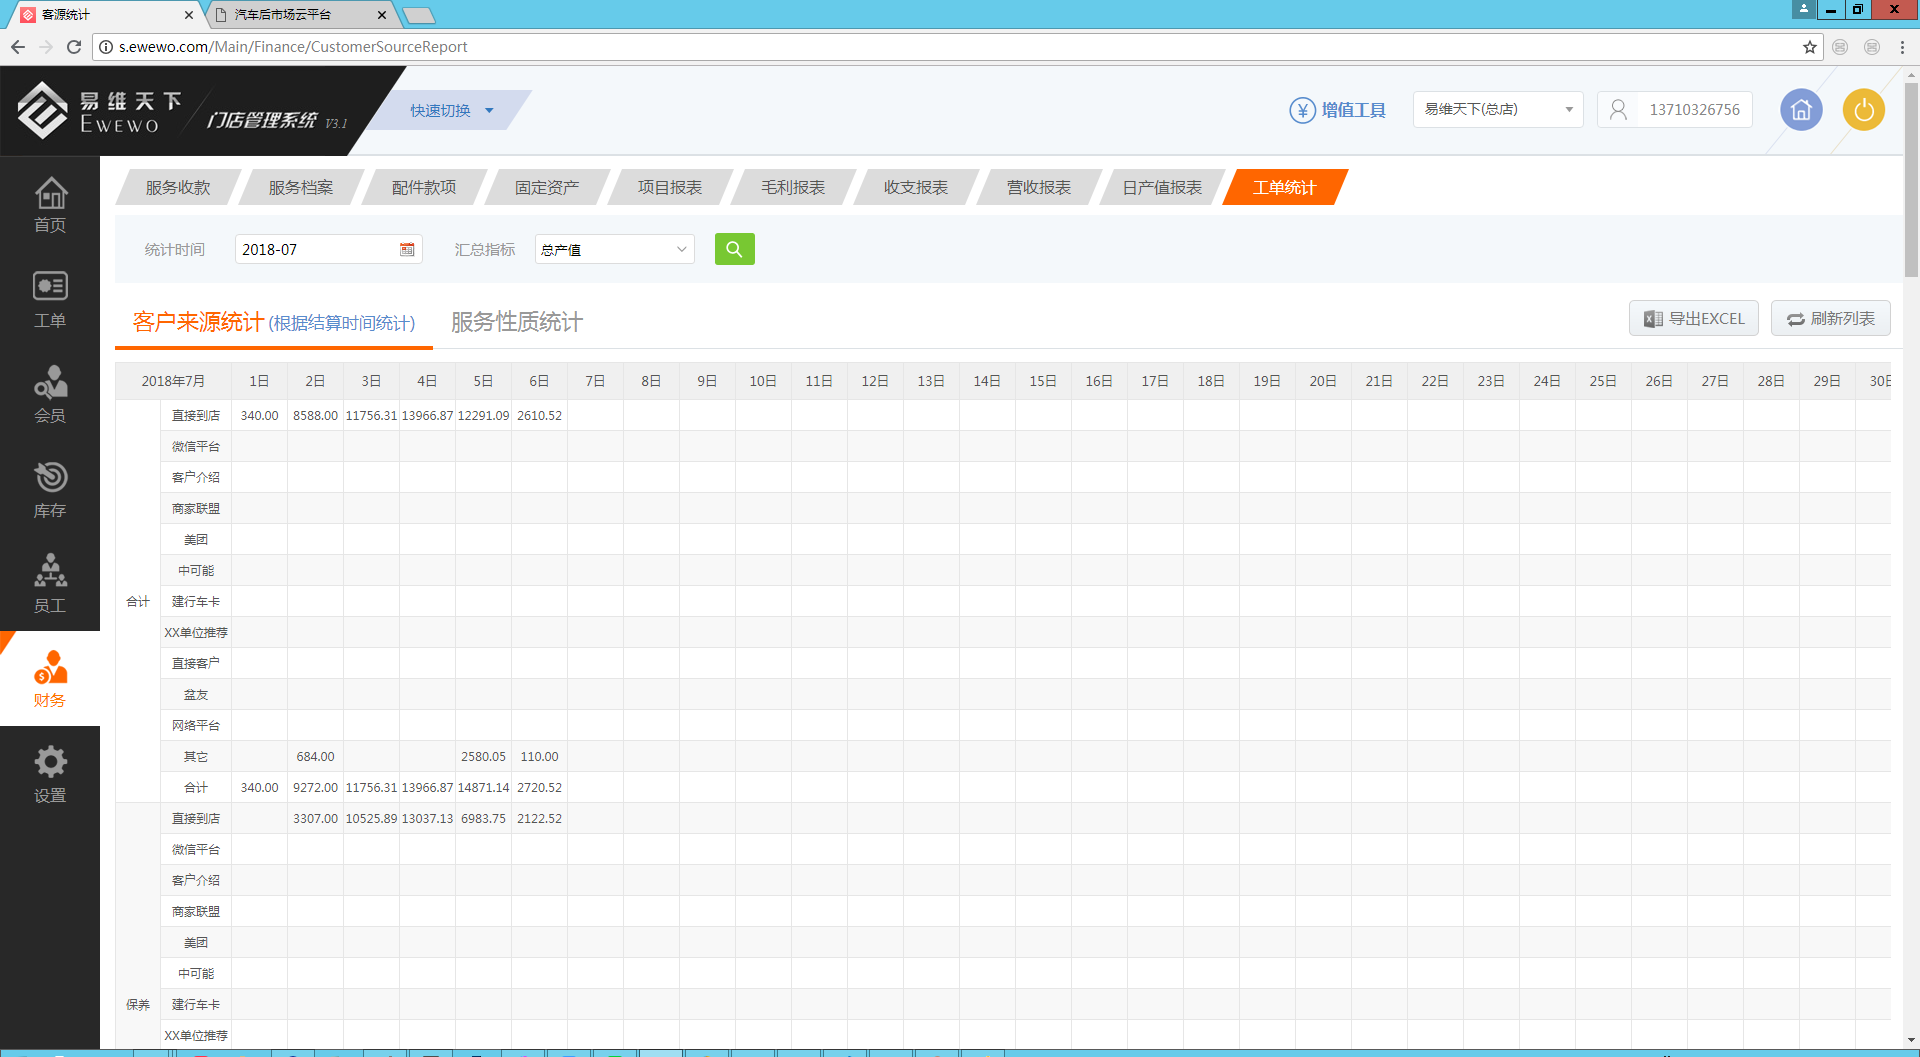 客源统计
汽车后市场云平台
s.ewewo.com/Main/Finance/CustomerSourceReport
易维天下
EWEWO
门店管理系统 V3.1
快速切换
增值工具
易维天下(总店)
13710326756
首页
工单
会员
库存
员工
财务
设置
服务收款 服务档案 配件款项 固定资产 项目报表 毛利报表 收支报表 营收报表 日产值报表 工单统计
统计时间 2018-07 汇总指标 总产值
客户来源统计 (根据结算时间统计) 服务性质统计
导出EXCEL 刷新列表
2018年7月 1日 2日 3日 4日 5日 6日 7日 8日 9日 10日 11日 12日 13日 14日 15日 16日 17日 18日 19日 20日 21日 22日 23日 24日 25日 26日 27日 28日 29日 30日
合计
直接到店 340.00 8588.00 11756.31 13966.87 12291.09 2610.52
微信平台
客户介绍
商家联盟
美团
中可能
建行车卡
XX单位推荐
直接客户
盆友
网络平台
其它 684.00 2580.05 110.00
合计 340.00 9272.00 11756.31 13966.87 14871.14 2720.52
保养
直接到店 3307.00 10525.89 13037.13 6983.75 2122.52
微信平台
客户介绍
商家联盟
美团
中可能
建行车卡
XX单位推荐